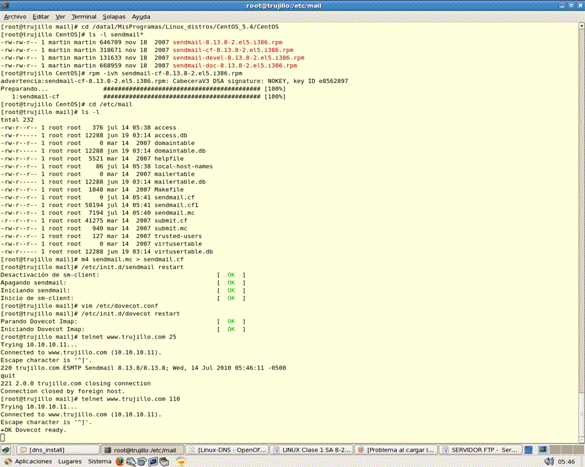 root@trujillo:/etc/mail
Archivo Editar Ver Terminal Solapas Ayuda
[root@trujillo mail]# cd /data1/MisProgramas/Linux_distros/CentOS_5.4/CentOS
[root@trujillo CentOS]# ls -l sendmail*
-rw-rw-r-- 1 martin martin 646709 nov 18 2007 sendmail-8.13.8-2.el5.i386.rpm
-rw-rw-r-- 1 martin martin 318671 nov 18 2007 sendmail-cf-8.13.8-2.el5.i386.rpm
-rw-rw-r-- 1 martin martin 131633 nov 18 2007 sendmail-devel-8.13.8-2.el5.i386.rpm
-rw-rw-r-- 1 martin martin 668959 nov 18 2007 sendmail-doc-8.13.8-2.el5.i386.rpm
[root@trujillo CentOS]# rpm -ivh sendmail-cf-8.13.8-2.el5.i386.rpm
advertencia:sendmail-cf-8.13.8-2.el5.i386.rpm: CabeceraV3 DSA signature: NOKEY, key ID e8562897
Preparando... ########################################### [100%]
1:sendmail-cf ########################################### [100%]
[root@trujillo CentOS]# cd /etc/mail
[root@trujillo mail]# ls -l
total 232
-rw-r--r-- 1 root root 376 jul 14 05:38 access
-rw-r----- 1 root root 12288 jun 19 03:14 access.db
-rw-r--r-- 1 root root 0 mar 14 2007 domaintable
-rw-r----- 1 root root 12288 jun 19 03:14 domaintable.db
-rw-r--r-- 1 root root 5521 mar 14 2007 helpfile
-rw-r--r-- 1 root root 86 jul 14 05:38 local-host-names
-rw-r--r-- 1 root root 0 mar 14 2007 mailertable
-rw-r----- 1 root root 12288 jun 19 03:14 mailertable.db
-rw-r--r-- 1 root root 1048 mar 14 2007 Makefile
-rw-r--r-- 1 root root 0 jul 14 05:41 sendmail.cf
-rw-r--r-- 1 root root 58194 jul 14 05:41 sendmail.cf1
-rw-r--r-- 1 root root 7194 jul 14 05:40 sendmail.mc
-r--r--r-- 1 root root 41275 mar 14 2007 submit.cf
-rw-r--r-- 1 root root 940 mar 14 2007 submit.mc
-rw-r--r-- 1 root root 127 mar 14 2007 trusted-users
-rw-r--r-- 1 root root 0 mar 14 2007 virtusertable
-rw-r----- 1 root root 12288 jun 19 03:14 virtusertable.db
[root@trujillo mail]# m4 sendmail.mc > sendmail.cf
[root@trujillo mail]# /etc/init.d/sendmail restart
Desactivación de sm-client: [ OK ]
Apagando sendmail: [ OK ]
Iniciando sendmail: [ OK ]
Inicio de sm-client: [ OK ]
[root@trujillo mail]# vim /etc/dovecot.conf
[root@trujillo mail]# /etc/init.d/dovecot restart
Parando Dovecot Imap: [ OK ]
Iniciando Dovecot Imap: [ OK ]
[root@trujillo mail]# telnet www.trujillo.com 25
Trying 10.10.10.11...
Connected to www.trujillo.com (10.10.10.11).
Escape character is '^]'.
220 trujillo.com ESMTP Sendmail 8.13.8/8.13.8; Wed, 14 Jul 2010 05:46:11 -0500
quit
221 2.0.0 trujillo.com closing connection
Connection closed by foreign host.
[root@trujillo mail]# telnet www.trujillo.com 110
Trying 10.10.10.11...
Connected to www.trujillo.com (10.10.10.11).
Escape character is '^]'.
+OK Dovecot ready.
[dns_install] root@trujillo:/etc/mail [Linux-DNS - OpenOf... LINUX Clase 1 SA 8-2... [Problema al cargar l... SERVIDOR FTP - Ser...
Aplicaciones Lugares Sistema 05:46